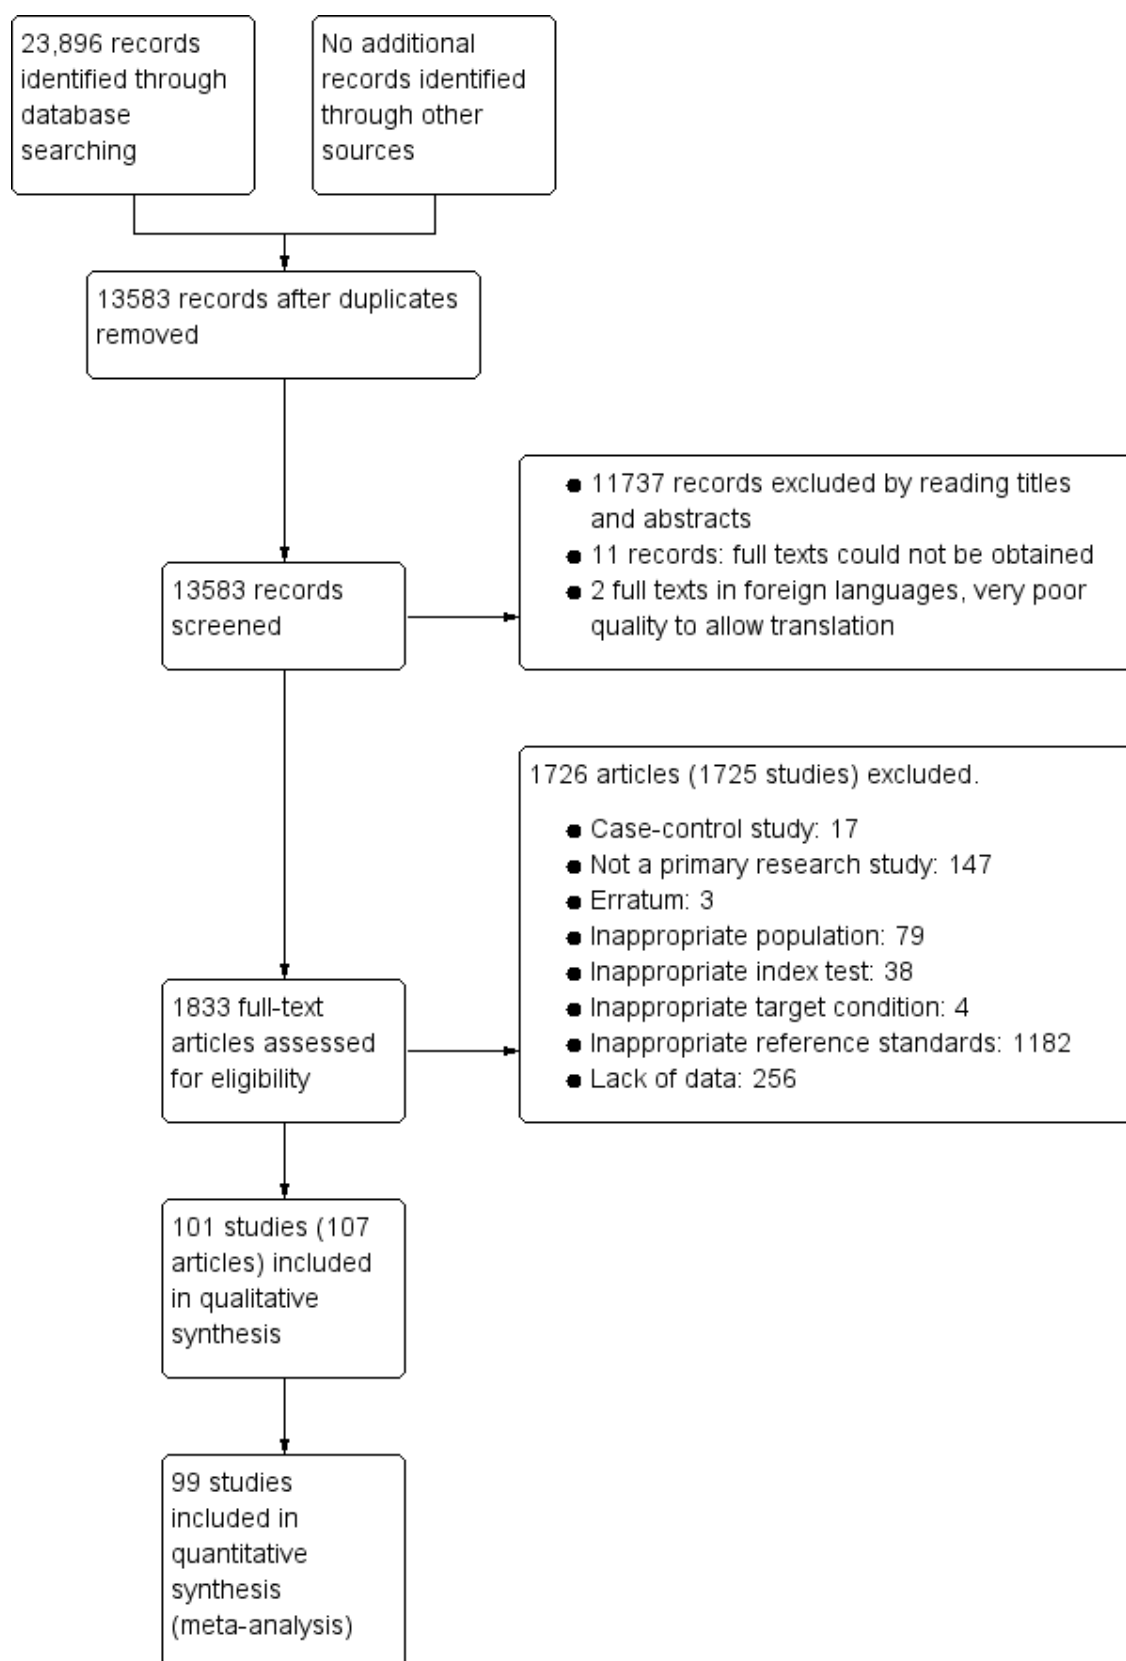 23,896 records
identified through
database
searching
No additional
records identified
through other
sources
13583 records after duplicates
removed
13583 records
screened
● 11737 records excluded by reading titles
and abstracts
● 11 records: full texts could not be obtained
● 2 full texts in foreign languages, very poor
quality to allow translation
1833 full-text
articles assessed
for eligibility
1726 articles (1725 studies) excluded.
● Case-control study: 17
● Not a primary research study: 147
● Erratum: 3
● Inappropriate population: 79
● Inappropriate index test: 38
● Inappropriate target condition: 4
● Inappropriate reference standards: 1182
● Lack of data: 256
101 studies (107
articles) included
in qualitative
synthesis
99 studies
included in
quantitative
synthesis
(meta-analysis)